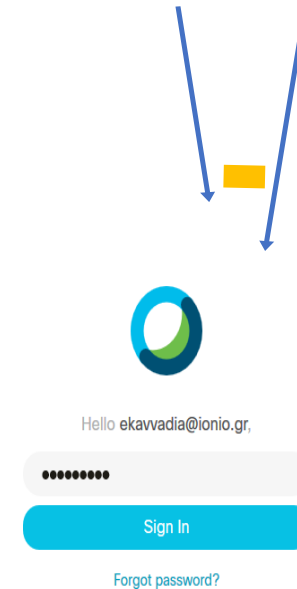 Hello ekavvadia@ionio.gr,
•••••••••
Sign In
Forgot password?